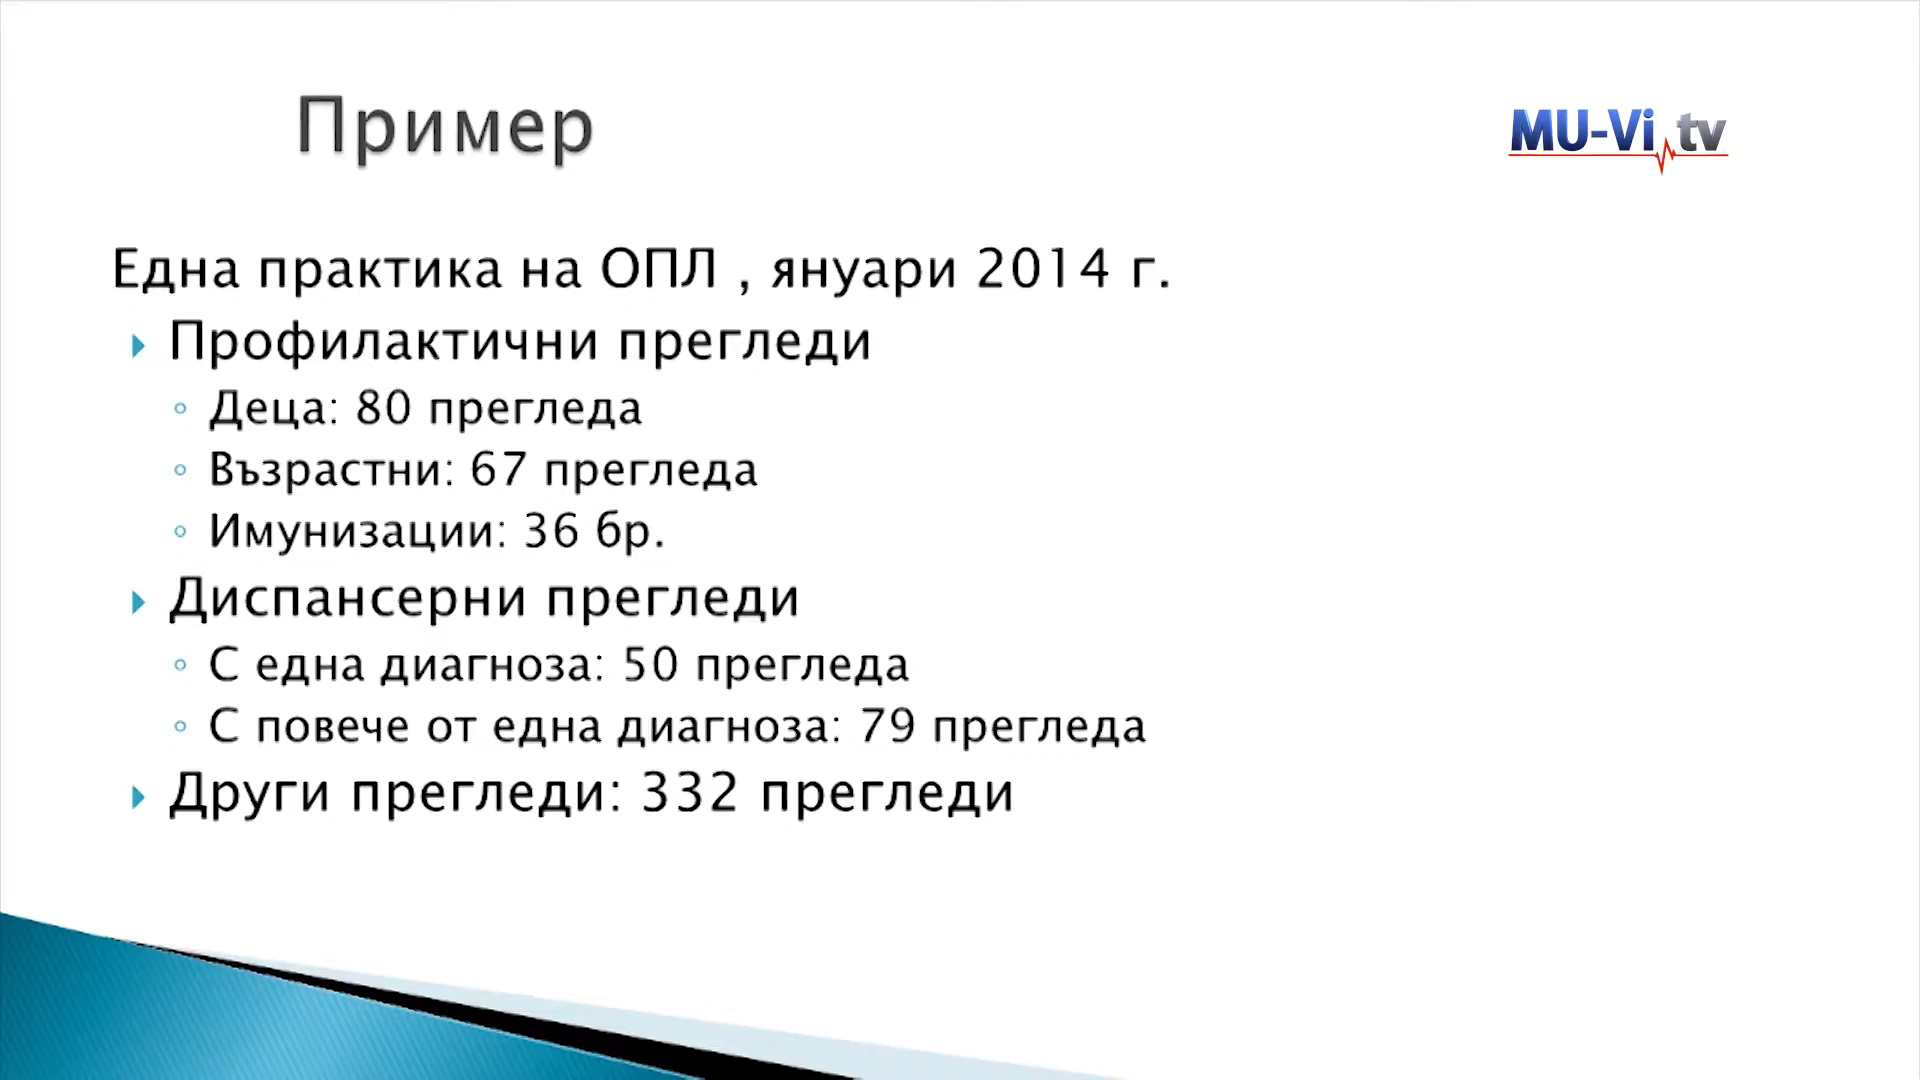 Пример
MU-Vi tv
Една практика на ОПЛ , януари 2014 г.
Профилактични прегледи
Деца: 80 прегледа
Възрастни: 67 прегледа
Имунизации: 36 бр.
Диспансерни прегледи
С една диагноза: 50 прегледа
С повече от една диагноза: 79 прегледа
Други прегледи: 332 прегледи